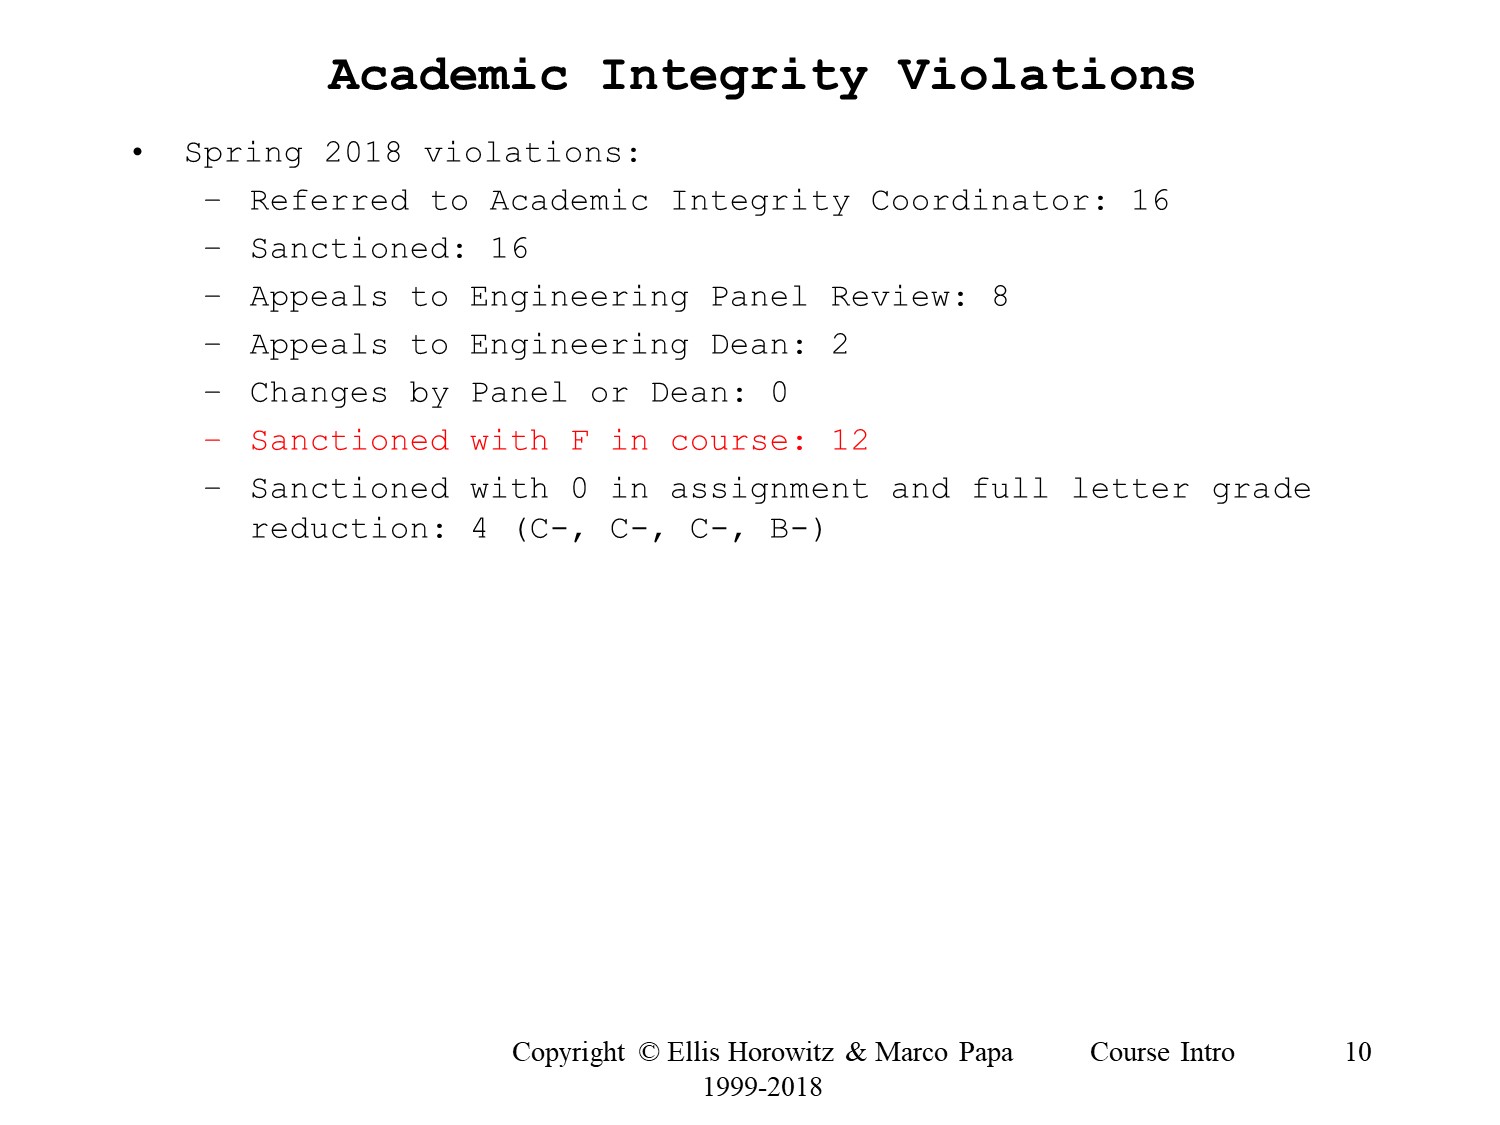 Academic Integrity Violations
• Spring 2018 violations:
– Referred to Academic Integrity Coordinator: 16
– Sanctioned: 16
– Appeals to Engineering Panel Review: 8
– Appeals to Engineering Dean: 2
– Changes by Panel or Dean: 0
– Sanctioned with F in course: 12
– Sanctioned with 0 in assignment and full letter grade
reduction: 4 (C-, C-, C-, B-)
Copyright © Ellis Horowitz & Marco Papa
1999-2018
Course Intro
10